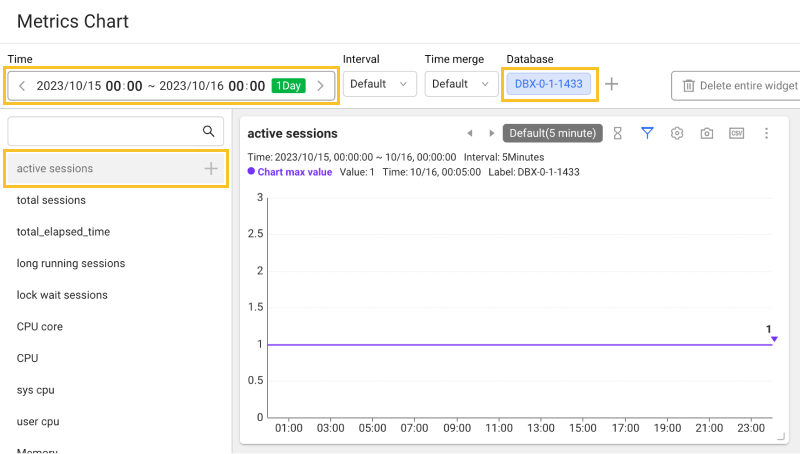 Metrics Chart
Time
Interval
Time merge
Database
2023/10/15 00:00 ~ 2023/10/16 00:00 1Day
Default
Default
DBX-0-1-1433
Delete entire widget
active sessions
total sessions
total_elapsed_time
long running sessions
lock wait sessions
CPU core
CPU
sys cpu
user cpu
Memory
active sessions
Default(5 minute)
CSV
Time: 2023/10/15, 00:00:00 ~ 10/16, 00:00:00 Interval: 5Minutes
Chart max value Value: 1 Time: 10/16, 00:05:00 Label: DBX-0-1-1433
3
2.5
2
1.5
1
0.5
0
1
01:00 03:00 05:00 07:00 09:00 11:00 13:00 15:00 17:00 19:00 21:00 23:00